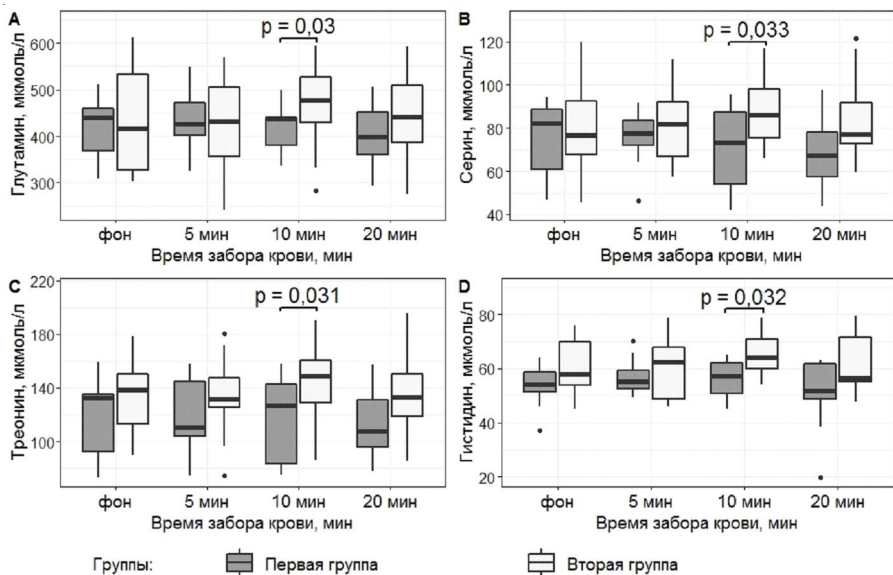 A
p = 0,03
Глутамин, мкмоль/л
600
500
400
300
фон 5 мин 10 мин 20 мин
Время забора крови, мин
B
p = 0,033
Серин, мкмоль/л
120
100
80
60
40
фон 5 мин 10 мин 20 мин
Время забора крови, мин
C
p = 0,031
Треонин, мкмоль/л
220
180
140
100
фон 5 мин 10 мин 20 мин
Время забора крови, мин
D
p = 0,032
Гистидин, мкмоль/л
80
60
40
20
фон 5 мин 10 мин 20 мин
Время забора крови, мин
Группы: Первая группа Вторая группа